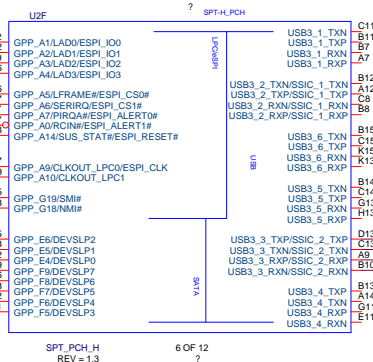 ?
U2F
SPT-H_PCH
GPP_A1/LAD0/ESPI_IO0
GPP_A2/LAD1/ESPI_IO1
GPP_A3/LAD2/ESPI_IO2
GPP_A4/LAD3/ESPI_IO3
GPP_A5/LFRAME#/ESPI_CS0#
GPP_A6/SERIRQ/ESPI_CS1#
GPP_A7/PIRQA#/ESPI_ALERT0#
GPP_A0/RCIN#/ESPI_ALERT1#
GPP_A14/SUS_STAT#/ESPI_RESET#
GPP_A9/CLKOUT_LPC0/ESPI_CLK
GPP_A10/CLKOUT_LPC1
GPP_G19/SMI#
GPP_G18/NMI#
GPP_E6/DEVSLP2
GPP_E5/DEVSLP1
GPP_E4/DEVSLP0
GPP_F9/DEVSLP7
GPP_F8/DEVSLP6
GPP_F7/DEVSLP5
GPP_F6/DEVSLP4
GPP_F5/DEVSLP3
LPC/eSPI
USB
SATA
USB3_1_TXN C11
USB3_1_TXP B11
USB3_1_RXN B7
USB3_1_RXP A7
USB3_2_TXN/SSIC_1_TXN B12
USB3_2_TXP/SSIC_1_TXP A12
USB3_2_RXN/SSIC_1_RXN C8
USB3_2_RXP/SSIC_1_RXP B8
USB3_6_TXN B15
USB3_6_TXP C15
USB3_6_RXN K15
USB3_6_RXP K13
USB3_5_TXN B14
USB3_5_TXP C14
USB3_5_RXN G13
USB3_5_RXP H13
USB3_3_TXP/SSIC_2_TXP D13
USB3_3_TXN/SSIC_2_TXN C13
USB3_3_RXP/SSIC_2_RXP A9
USB3_3_RXN/SSIC_2_RXN B10
USB3_4_TXP B13
USB3_4_TXN A14
USB3_4_RXP G11
USB3_4_RXN E11
SPT_PCH_H
REV = 1.3
6 OF 12
?